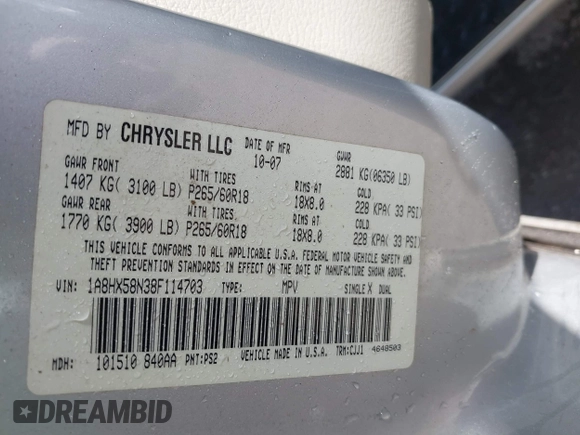 MFD BY CHRYSLER LLC DATE OF MFR GVWR
10-07 2881 KG(06350 LB)
GAWR FRONT WITH TIRES RIMS AT COLD
1407 KG( 3100 LB) P265/60R18 18X8.0 228 KPA( 33 PSI)
GAWR REAR WITH TIRES RIMS AT COLD
1770 KG( 3900 LB) P265/60R18 18X8.0 228 KPA( 33 PSI)
THIS VEHICLE CONFORMS TO ALL APPLICABLE U.S.A. FEDERAL MOTOR VEHICLE SAFETY AND
THEFT PREVENTION STANDARDS IN EFFECT ON THE DATE OF MANUFACTURE SHOWN ABOVE.
VIN: 1A8HX58N38F114703 TYPE: MPV SINGLE X DUAL
MDH: 101510 840AA PNT:PS2 VEHICLE MADE IN U.S.A. TRM:CJJ1 4648503
DREAMBID